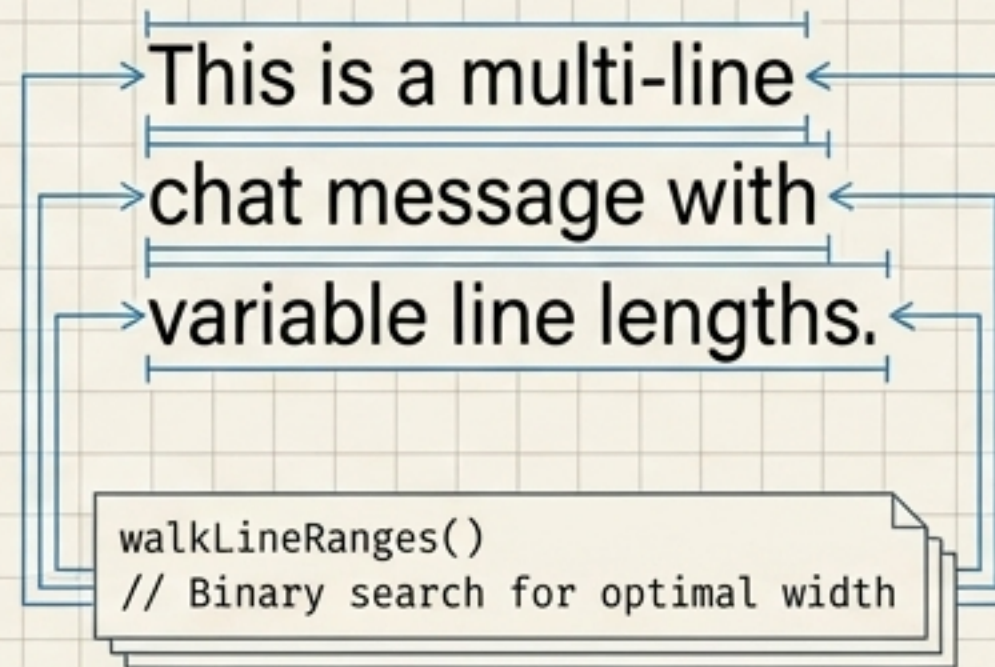 This is a multi-line
chat message with
variable line lengths.
walkLineRanges()
// Binary search for optimal width